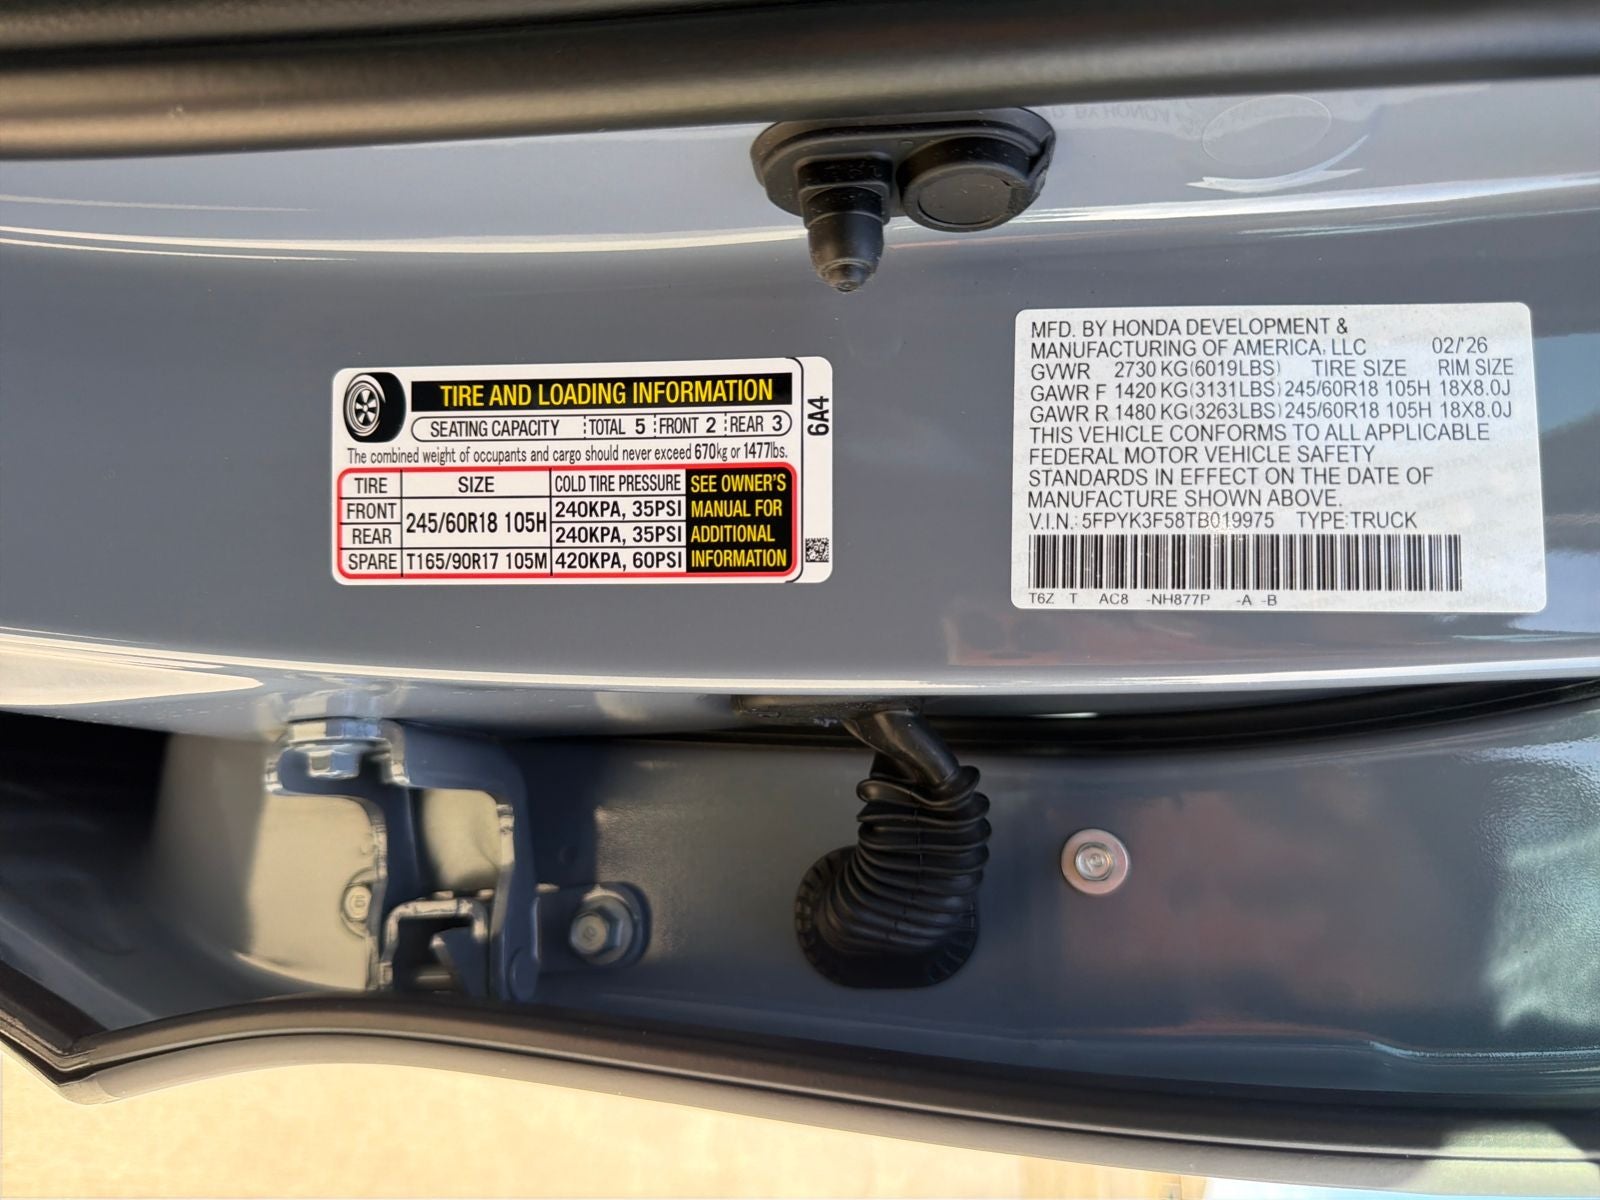 TIRE AND LOADING INFORMATION
SEATING CAPACITY TOTAL 5 FRONT 2 REAR 3
The combined weight of occupants and cargo should never exceed 670kg or 1477lbs.
TIRE SIZE COLD TIRE PRESSURE SEE OWNER'S
FRONT 245/60R18 105H 240KPA, 35PSI MANUAL FOR
REAR 240KPA, 35PSI ADDITIONAL
SPARE T165/90R17 105M 420KPA, 60PSI INFORMATION
6A4
MFD. BY HONDA DEVELOPMENT &
MANUFACTURING OF AMERICA, LLC 02/'26
GVWR 2730 KG(6019LBS) TIRE SIZE RIM SIZE
GAWR F 1420 KG(3131LBS) 245/60R18 105H 18X8.0J
GAWR R 1480 KG(3263LBS) 245/60R18 105H 18X8.0J
THIS VEHICLE CONFORMS TO ALL APPLICABLE
FEDERAL MOTOR VEHICLE SAFETY
STANDARDS IN EFFECT ON THE DATE OF
MANUFACTURE SHOWN ABOVE.
V.I.N.: 5FPYK3F58TB019975 TYPE:TRUCK
T6Z T AC8 -NH877P -A -B